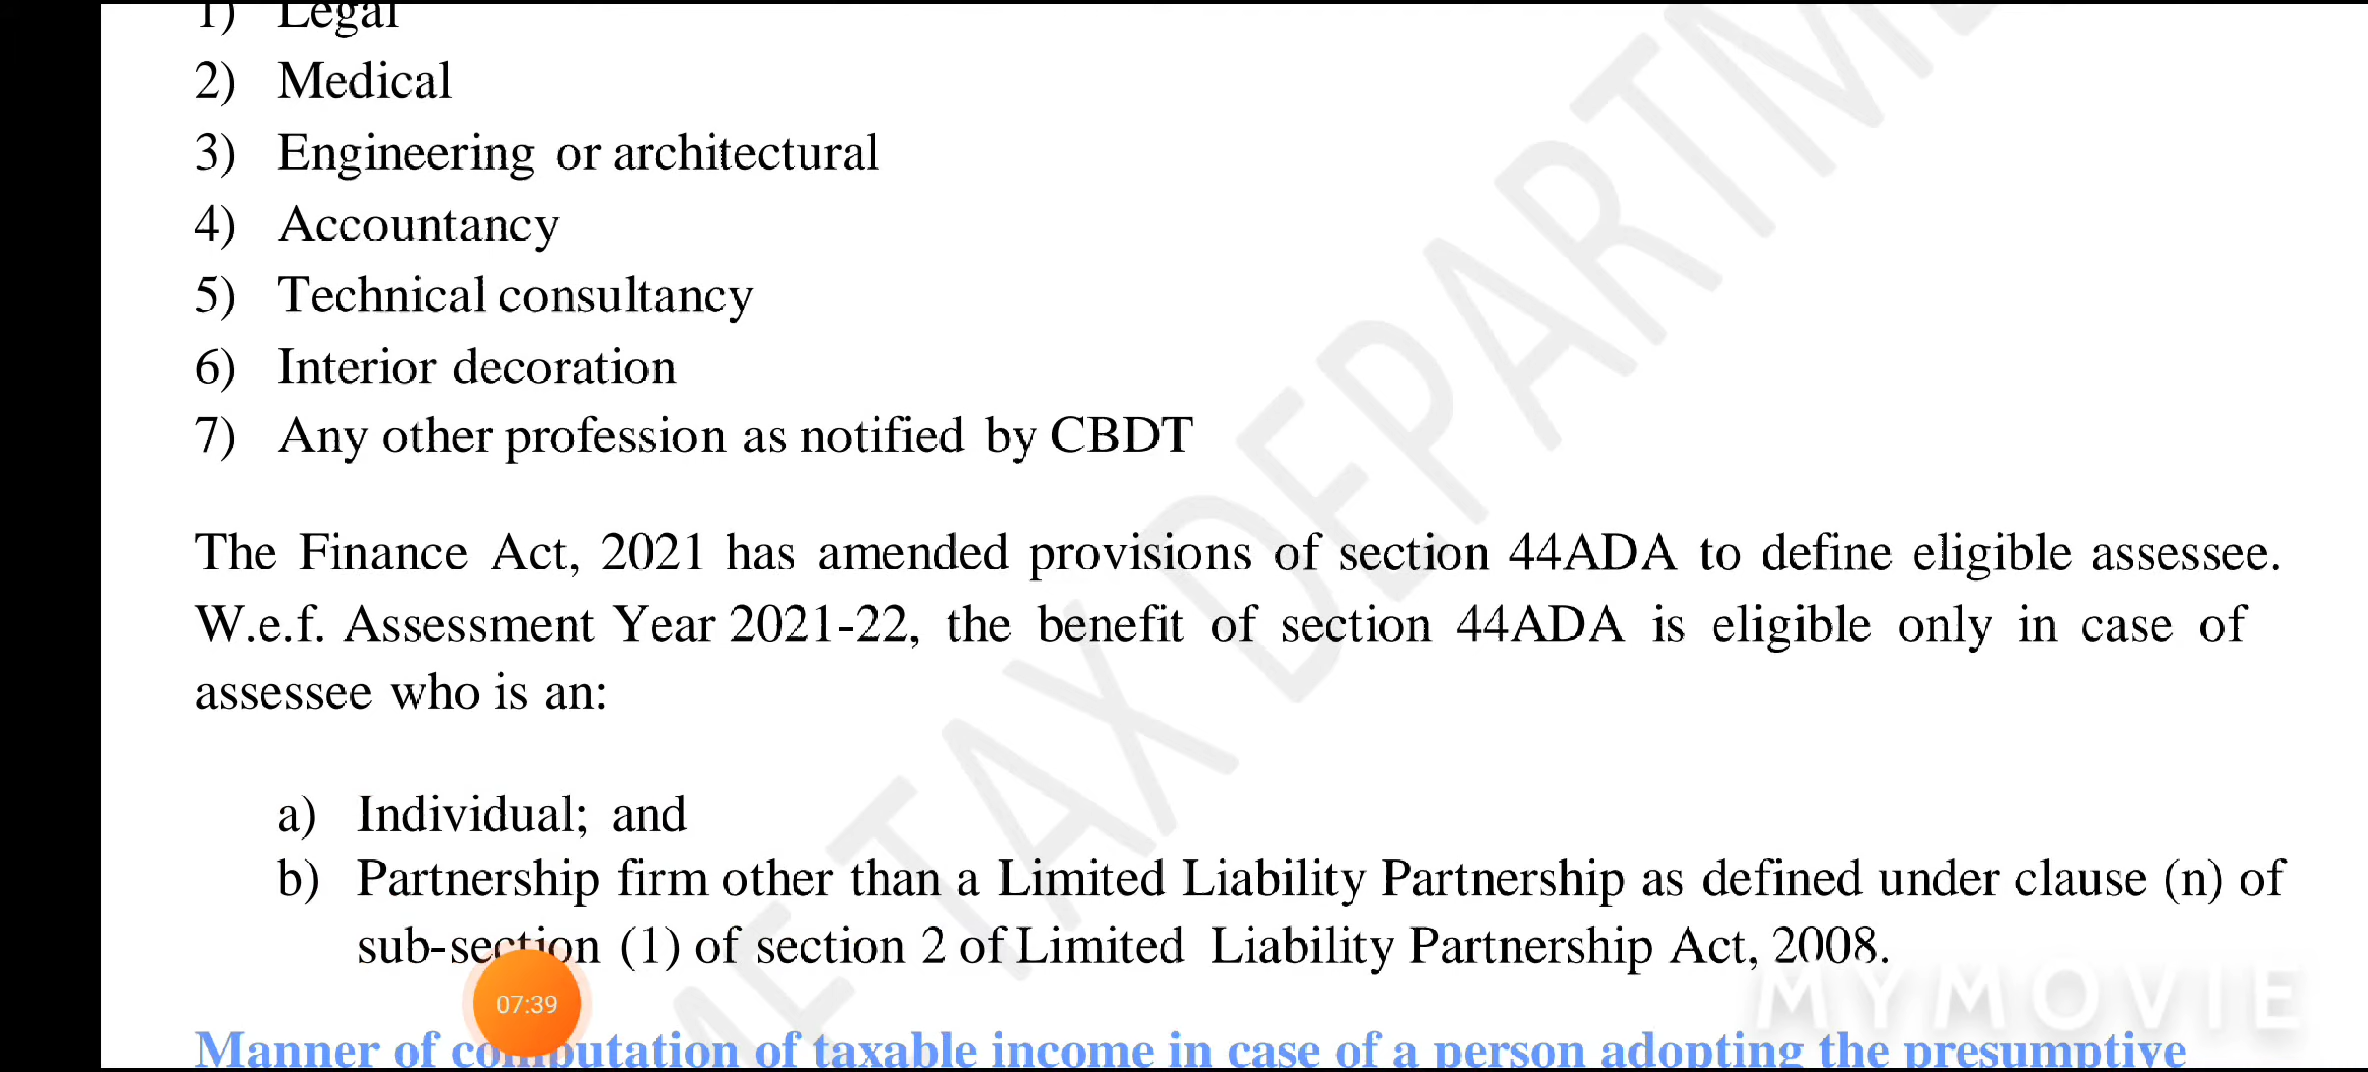 1) Legal
2) Medical
3) Engineering or architectural
4) Accountancy
5) Technical consultancy
6) Interior decoration
7) Any other profession as notified by CBDT
The Finance Act, 2021 has amended provisions of section 44ADA to define eligible assessee.
W.e.f. Assessment Year 2021-22, the benefit of section 44ADA is eligible only in case of
assessee who is an:
a) Individual; and
b) Partnership firm other than a Limited Liability Partnership as defined under clause (n) of
sub-section (1) of section 2 of Limited Liability Partnership Act, 2008.
07:39
MYMOVIE
Manner of computation of taxable income in case of a person adopting the presumptive
ME TAX DEPARTME